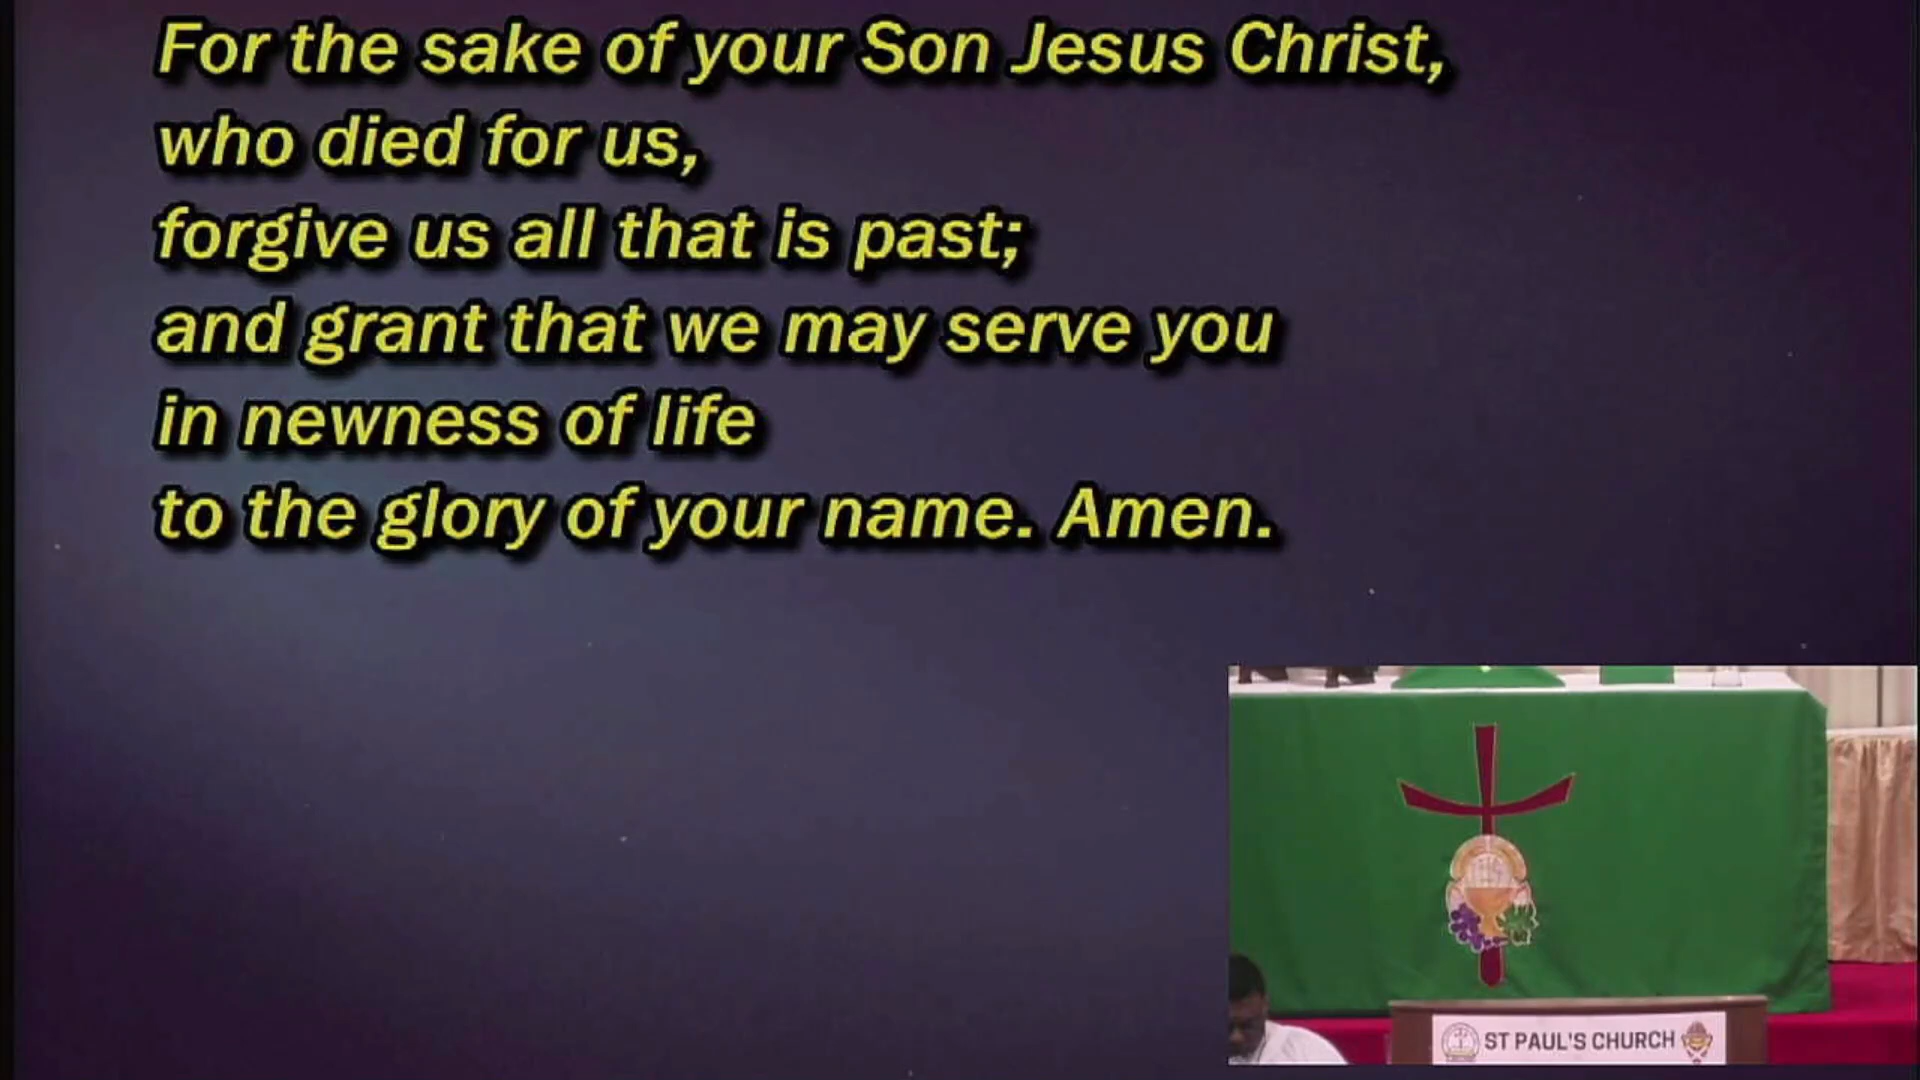 For the sake of your Son Jesus Christ,
who died for us,
forgive us all that is past;
and grant that we may serve you
in newness of life
to the glory of your name. Amen.
ST PAUL'S CHURCH